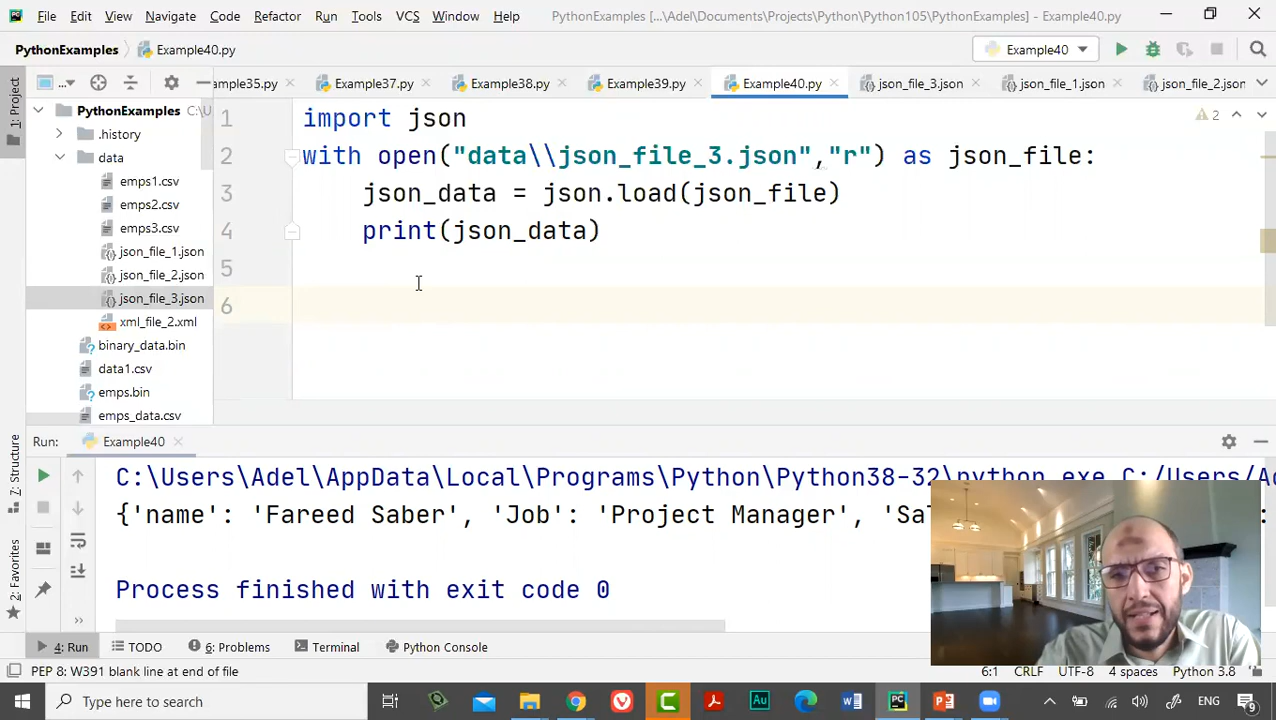 File Edit View Navigate Code Refactor Run Tools VCS Window Help PythonExamples [...\Adel\Documents\Projects\Python\Python105\PythonExamples] - Example40.py
PythonExamples Example40.py Example40
1: Project
ample35.py Example37.py Example38.py Example39.py Example40.py json_file_3.json json_file_1.json json_file_2.json
PythonExamples C:\U
.history
data
emps1.csv
emps2.csv
emps3.csv
json_file_1.json
json_file_2.json
json_file_3.json
xml_file_2.xml
binary_data.bin
data1.csv
emps.bin
emps_data.csv
2
1 import json
2 with open("data\\json_file_3.json","r") as json_file:
3 json_data = json.load(json_file)
4 print(json_data)
5
6
Run: Example40
C:\Users\Adel\AppData\Local\Programs\Python\Python38-32\python.exe C:/Users/Ad
{'name': 'Fareed Saber', 'Job': 'Project Manager', 'Sal
Process finished with exit code 0
Z: Structure
2: Favorites
4: Run TODO 6: Problems Terminal Python Console
PEP 8: W391 blank line at end of file 6:1 CRLF UTF-8 4 spaces Python 3.8
Type here to search ENG